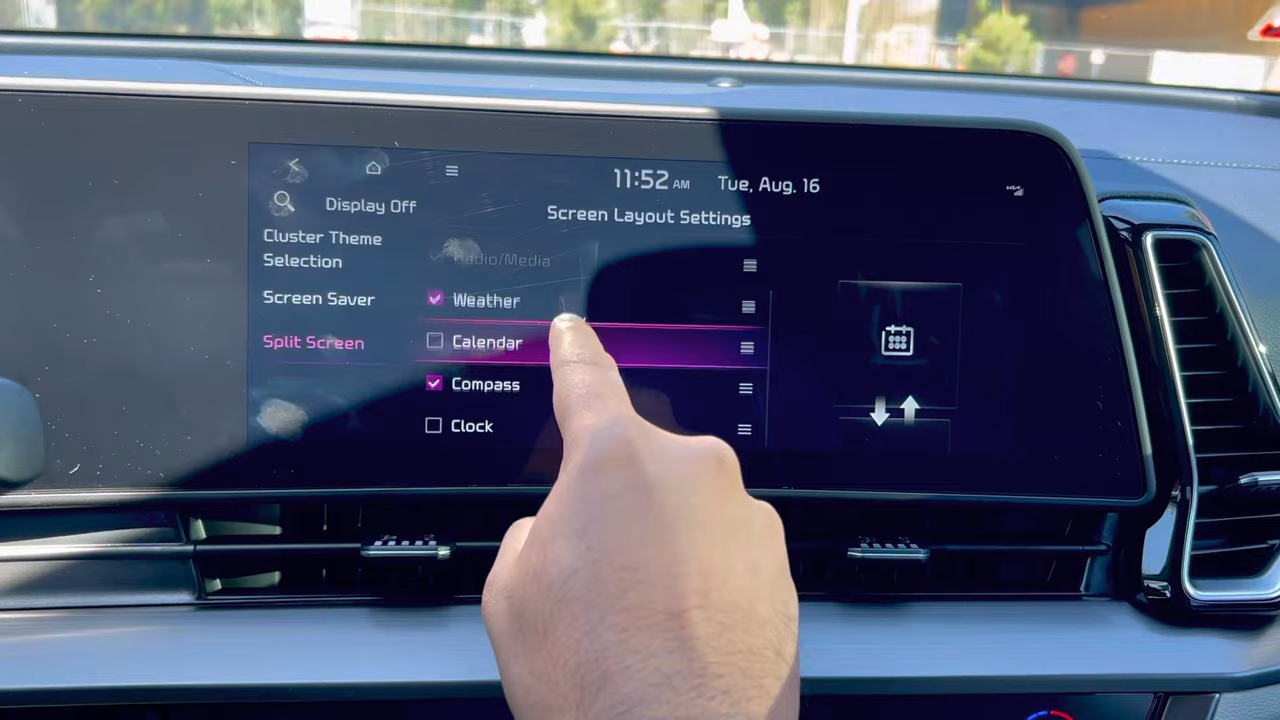 11:52 AM Tue, Aug. 16
Display Off
Screen Layout Settings
Cluster Theme
Selection
Radio/Media
Screen Saver
Weather
Split Screen
Calendar
Compass
Clock